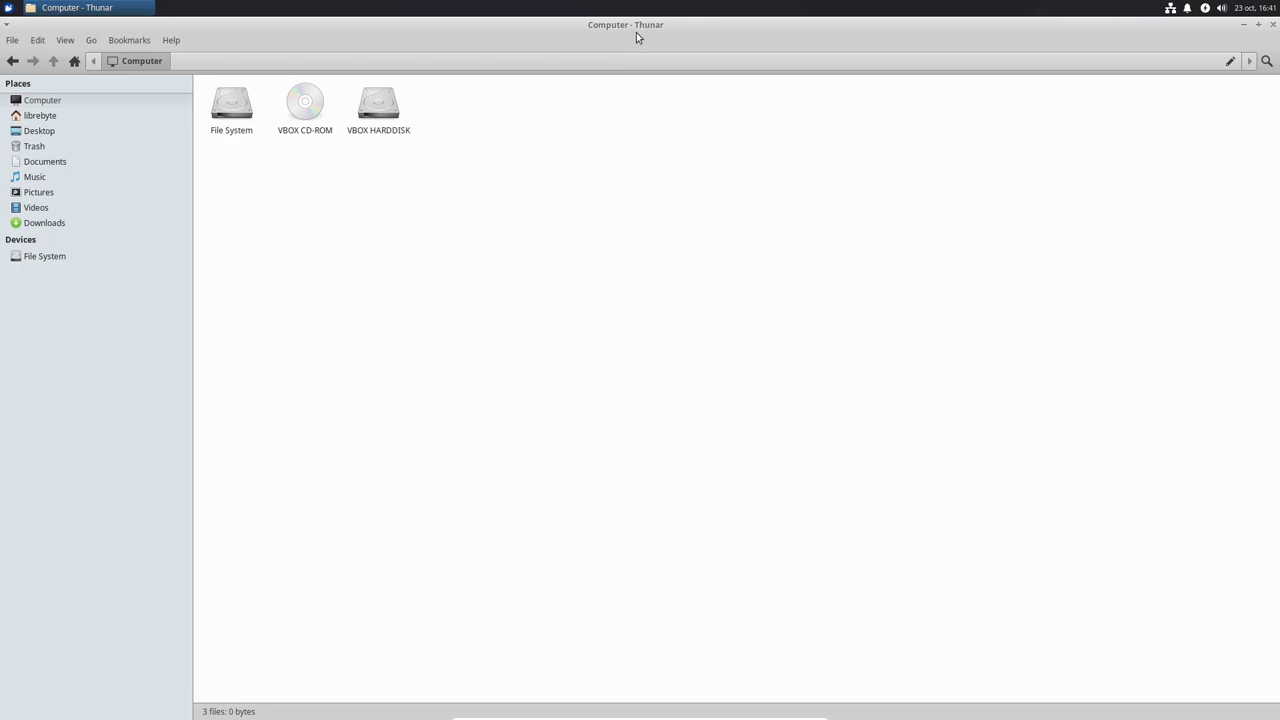 Computer - Thunar
23 oct, 16:41
Computer - Thunar
File Edit View Go Bookmarks Help
Computer
Places
Computer
librebyte
Desktop
Trash
Documents
Music
Pictures
Videos
Downloads
Devices
File System
File System VBOX CD-ROM VBOX HARDDISK
3 files: 0 bytes